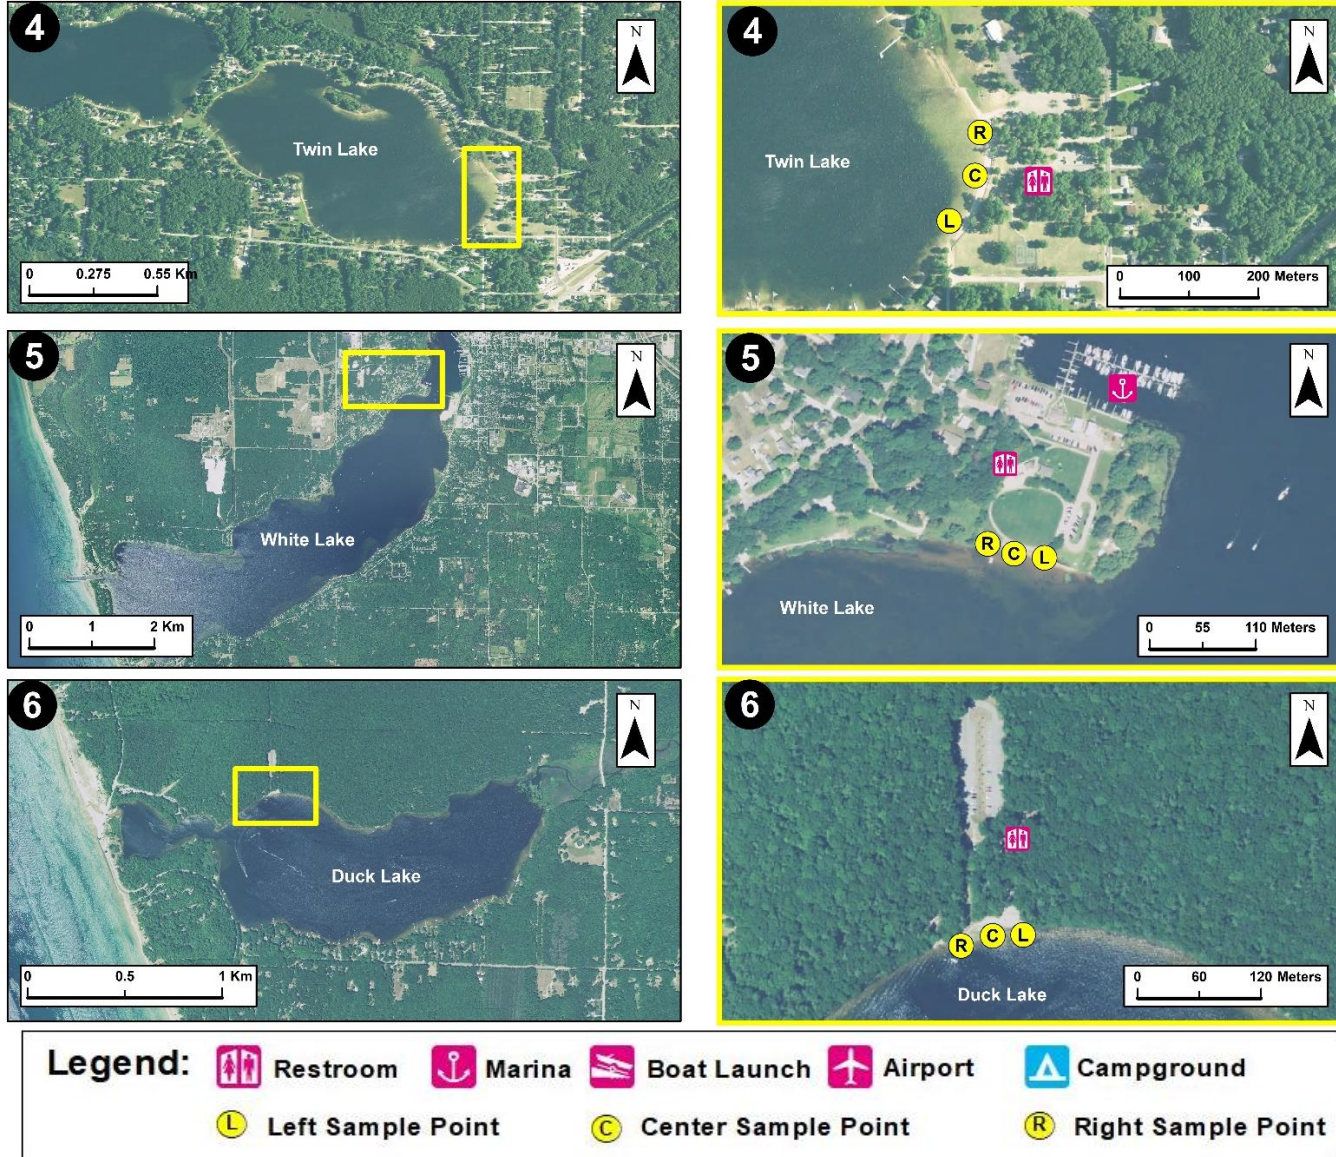 4
N
Twin Lake
0 0.275 0.55 Km
4
N
Twin Lake
R
C
L
0 100 200 Meters
5
N
White Lake
0 1 2 Km
5
N
R C L
White Lake
0 55 110 Meters
6
N
Duck Lake
0 0.5 1 Km
6
N
R C L
Duck Lake
0 60 120 Meters
Legend: Restroom Marina Boat Launch Airport Campground
L Left Sample Point C Center Sample Point R Right Sample Point